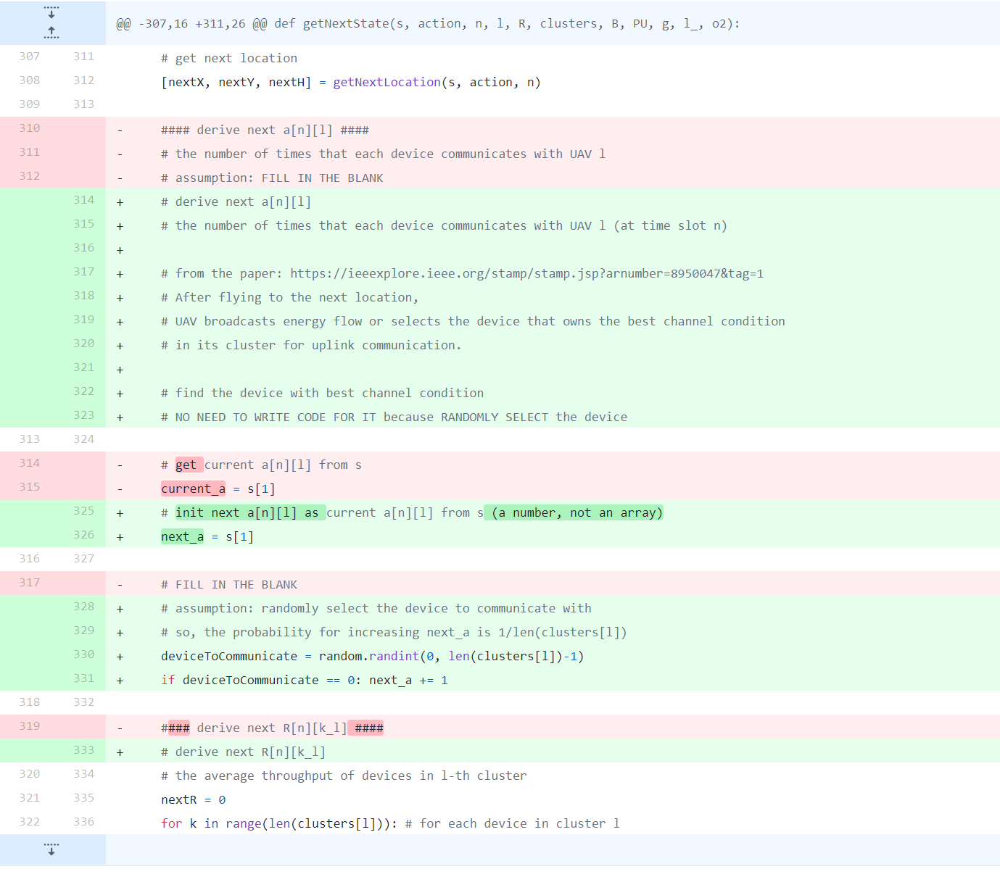 @@ -307,16 +311,26 @@ def getNextState(s, action, n, l, R, clusters, B, PU, g, l_, o2):
307 311 # get next location
308 312 [nextX, nextY, nextH] = getNextLocation(s, action, n)
309 313
310 - #### derive next a[n][l] ####
311 - # the number of times that each device communicates with UAV l
312 - # assumption: FILL IN THE BLANK
314 + # derive next a[n][l]
315 + # the number of times that each device communicates with UAV l (at time slot n)
316 +
317 + # from the paper: https://ieeexplore.ieee.org/stamp/stamp.jsp?arnumber=8950047&tag=1
318 + # After flying to the next location,
319 + # UAV broadcasts energy flow or selects the device that owns the best channel condition
320 + # in its cluster for uplink communication.
321 +
322 + # find the device with best channel condition
323 + # NO NEED TO WRITE CODE FOR IT because RANDOMLY SELECT the device
313 324
314 - # get current a[n][l] from s
315 - current_a = s[1]
325 + # init next a[n][l] as current a[n][l] from s (a number, not an array)
326 + next_a = s[1]
316 327
317 - # FILL IN THE BLANK
328 + # assumption: randomly select the device to communicate with
329 + # so, the probability for increasing next_a is 1/len(clusters[l])
330 + deviceToCommunicate = random.randint(0, len(clusters[l])-1)
331 + if deviceToCommunicate == 0: next_a += 1
318 332
319 - #### derive next R[n][k_l] ####
333 + # derive next R[n][k_l]
320 334 # the average throughput of devices in l-th cluster
321 335 nextR = 0
322 336 for k in range(len(clusters[l])): # for each device in cluster l